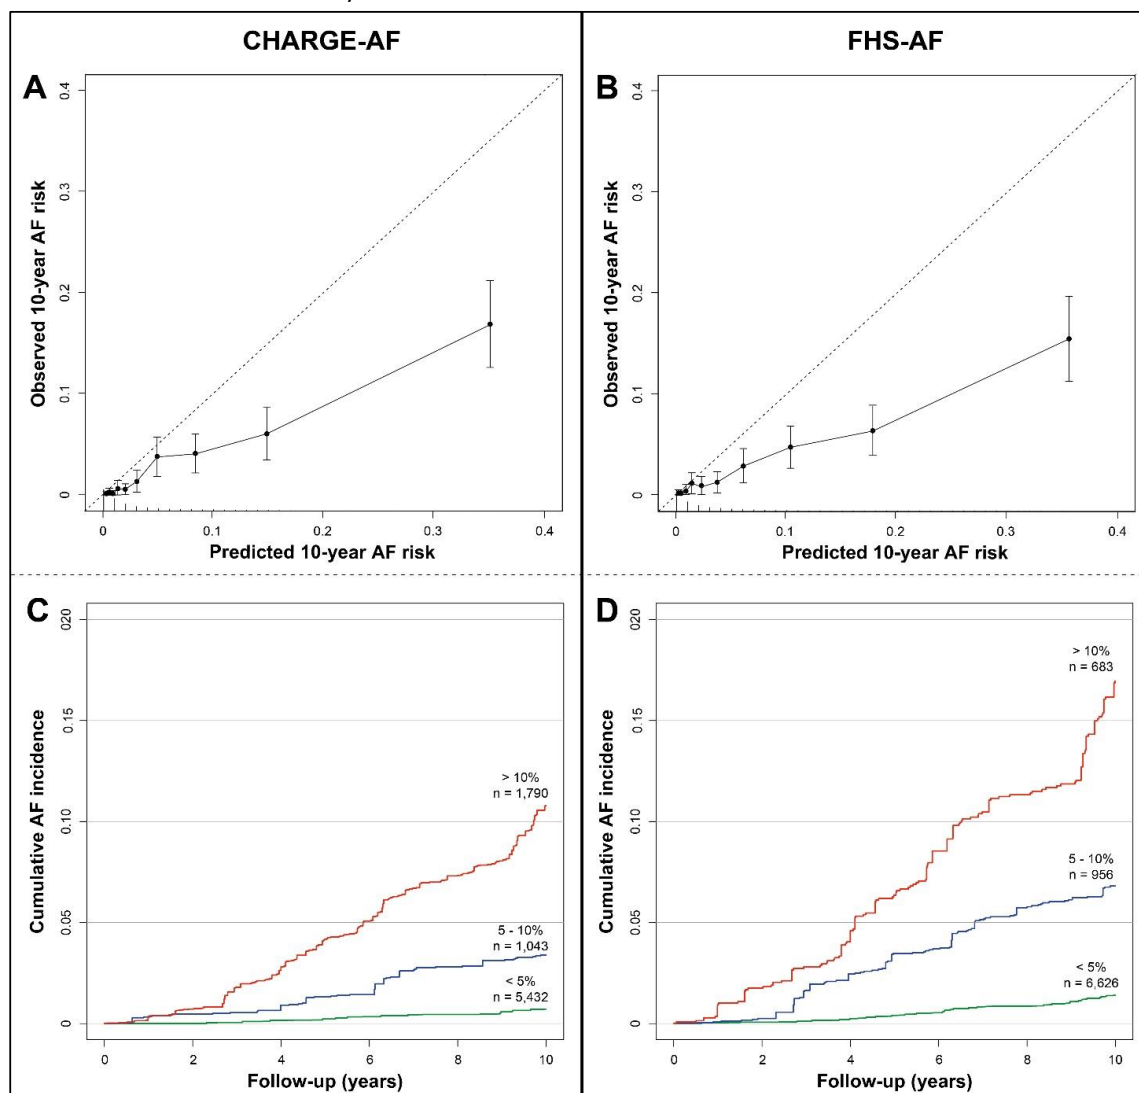 CHARGE-AF
FHS-AF
A
0.4
0.3
0.2
0.1
0
Observed 10-year AF risk
0 0.1 0.2 0.3 0.4
Predicted 10-year AF risk
B
0.4
0.3
0.2
0.1
0
Observed 10-year AF risk
0 0.1 0.2 0.3 0.4
Predicted 10-year AF risk
C
020
0.15
0.10
0.05
0
Cumulative AF incidence
> 10%
n = 1,790
5 - 10%
n = 1,043
< 5%
n = 5,432
0 2 4 6 8 10
Follow-up (years)
D
020
0.15
0.10
0.05
0
Cumulative AF incidence
> 10%
n = 683
5 - 10%
n = 956
< 5%
n = 6,626
0 2 4 6 8 10
Follow-up (years)